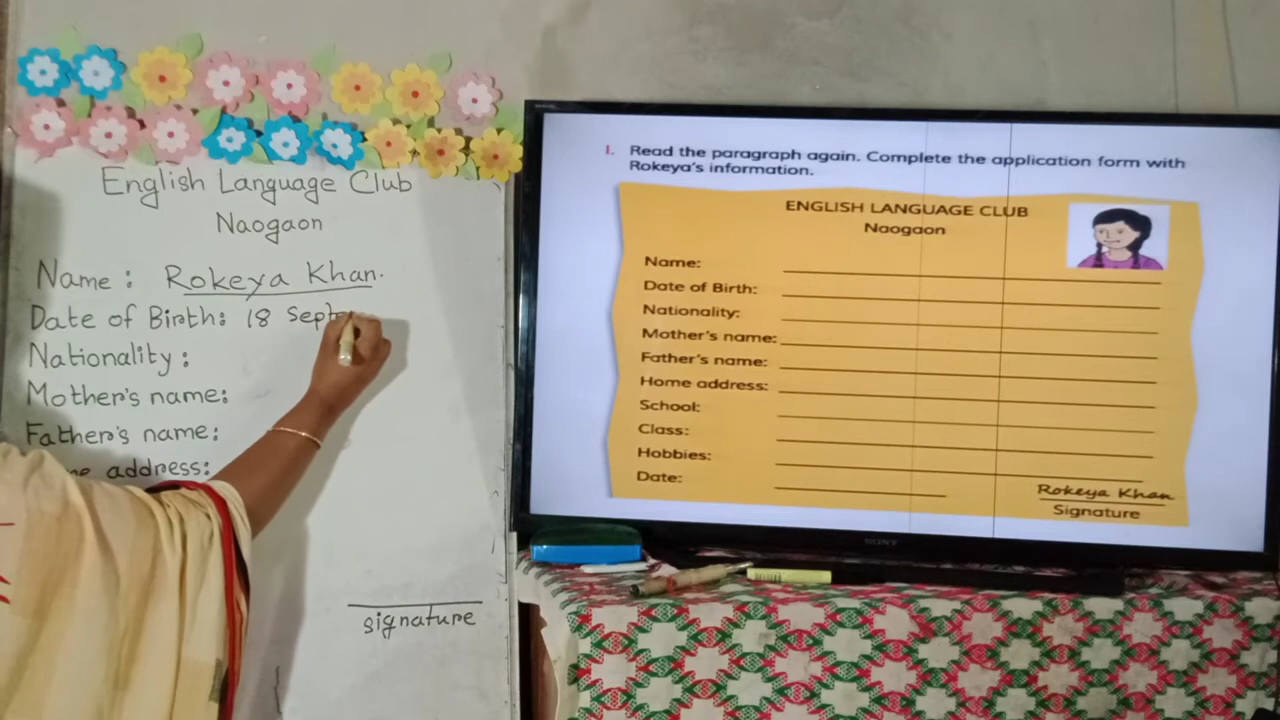 English Language Club
Naogaon
Name: Rokeya Khan.
Date of Birth: 18 Septe
Nationality:
Mother's name:
Father's name:
address:
signature
I. Read the paragraph again. Complete the application form with
Rokeya's information.
ENGLISH LANGUAGE CLUB
Naogaon
Name:
Date of Birth:
Nationality:
Mother's name:
Father's name:
Home address:
School:
Class:
Hobbies:
Date:
Rokeya Khan
Signature
SONY